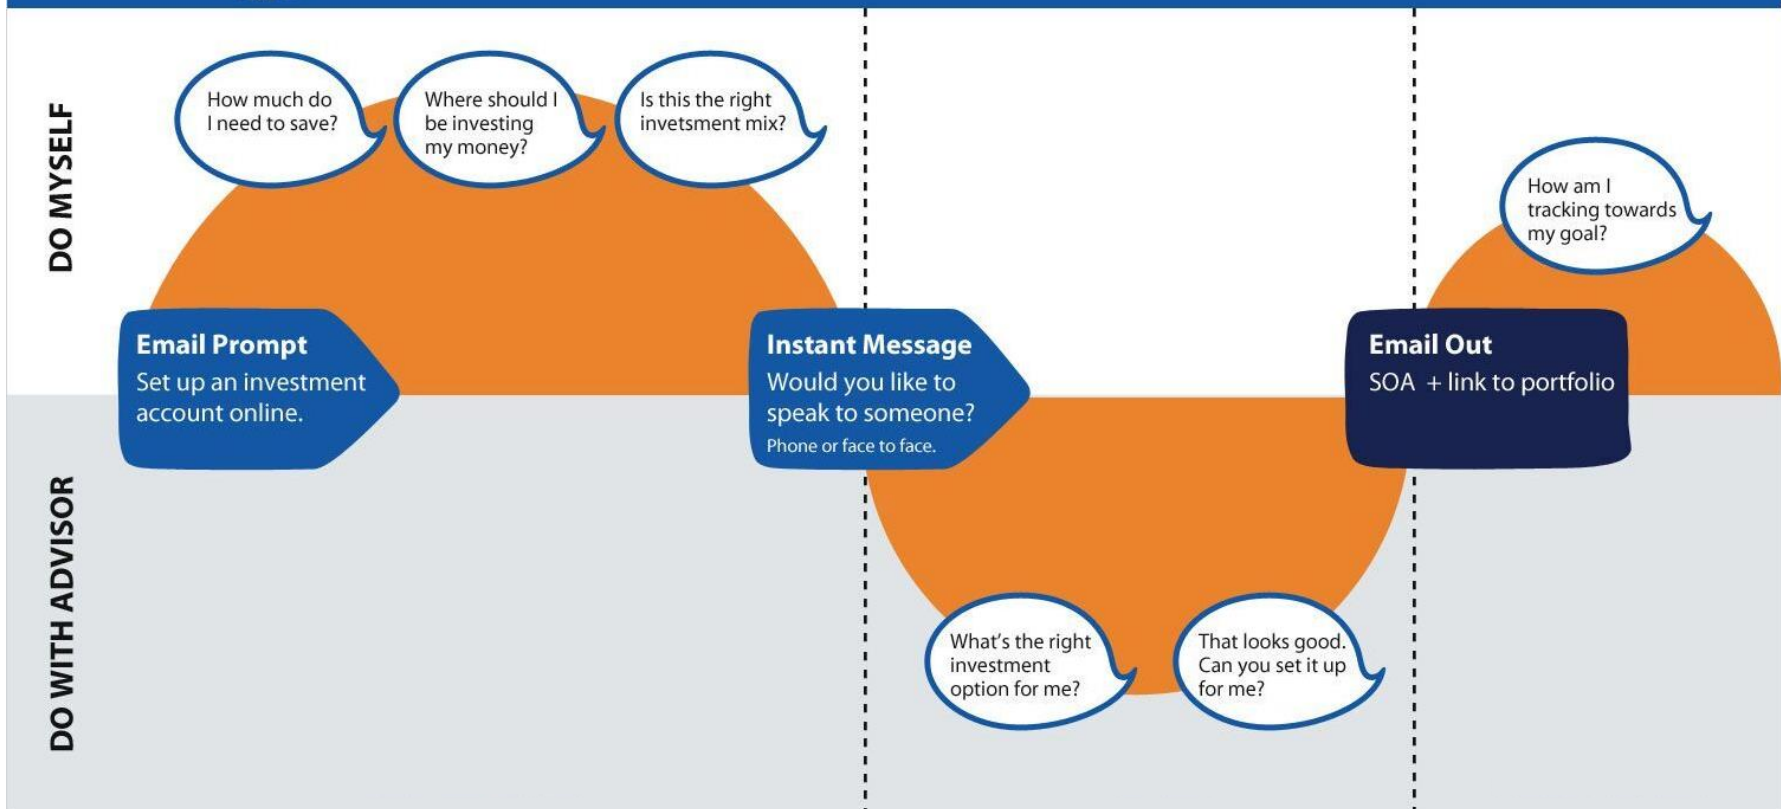 DO MYSELF
How much do
I need to save?
Where should I
be investing
my money?
Is this the right
invetsment mix?
How am I
tracking towards
my goal?
Email Prompt
Set up an investment
account online.
Instant Message
Would you like to
speak to someone?
Phone or face to face.
Email Out
SOA + link to portfolio
DO WITH ADVISOR
What's the right
investment
option for me?
That looks good.
Can you set it up
for me?